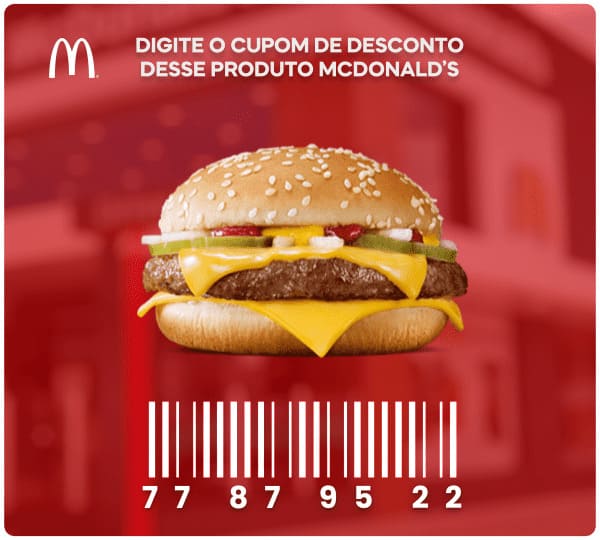 DIGITE O CUPOM DE DESCONTO
DESSE PRODUTO MCDONALD'S
77 87 95 22